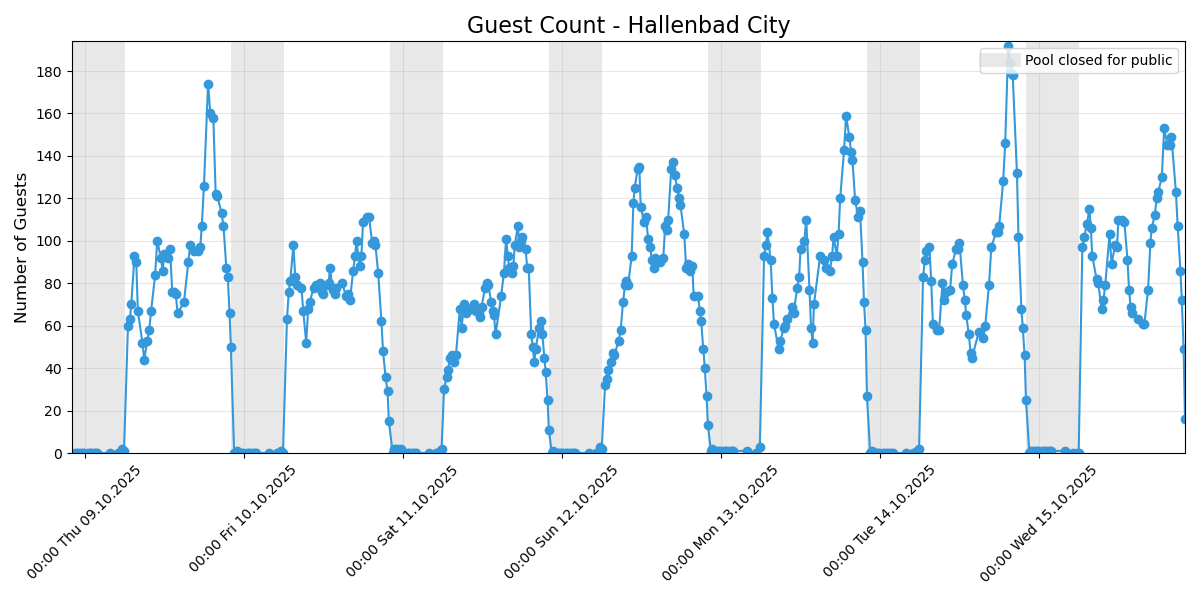 Guest Count - Hallenbad City
Pool closed for public
Number of Guests
180
160
140
120
100
80
60
40
20
0
00:00 Thu 09.10.2025
00:00 Fri 10.10.2025
00:00 Sat 11.10.2025
00:00 Sun 12.10.2025
00:00 Mon 13.10.2025
00:00 Tue 14.10.2025
00:00 Wed 15.10.2025